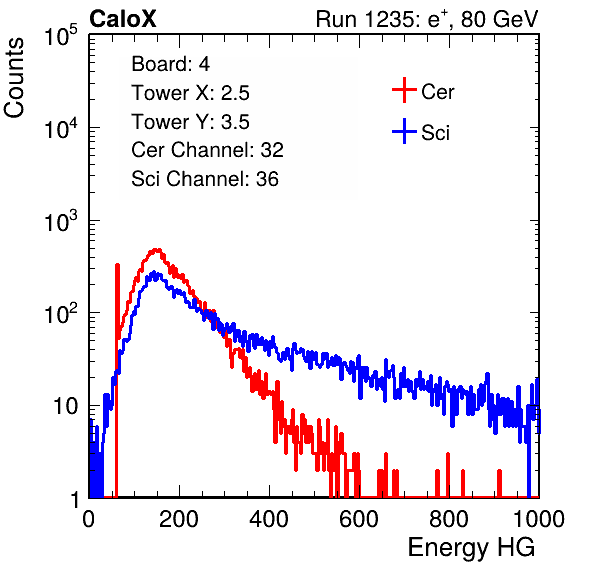 CaloX Run 1235: e⁺, 80 GeV
Counts
10⁵
10⁴
10³
10²
10
1
Board: 4
Tower X: 2.5
Tower Y: 3.5
Cer Channel: 32
Sci Channel: 36
Cer
Sci
0 200 400 600 800 1000
Energy HG